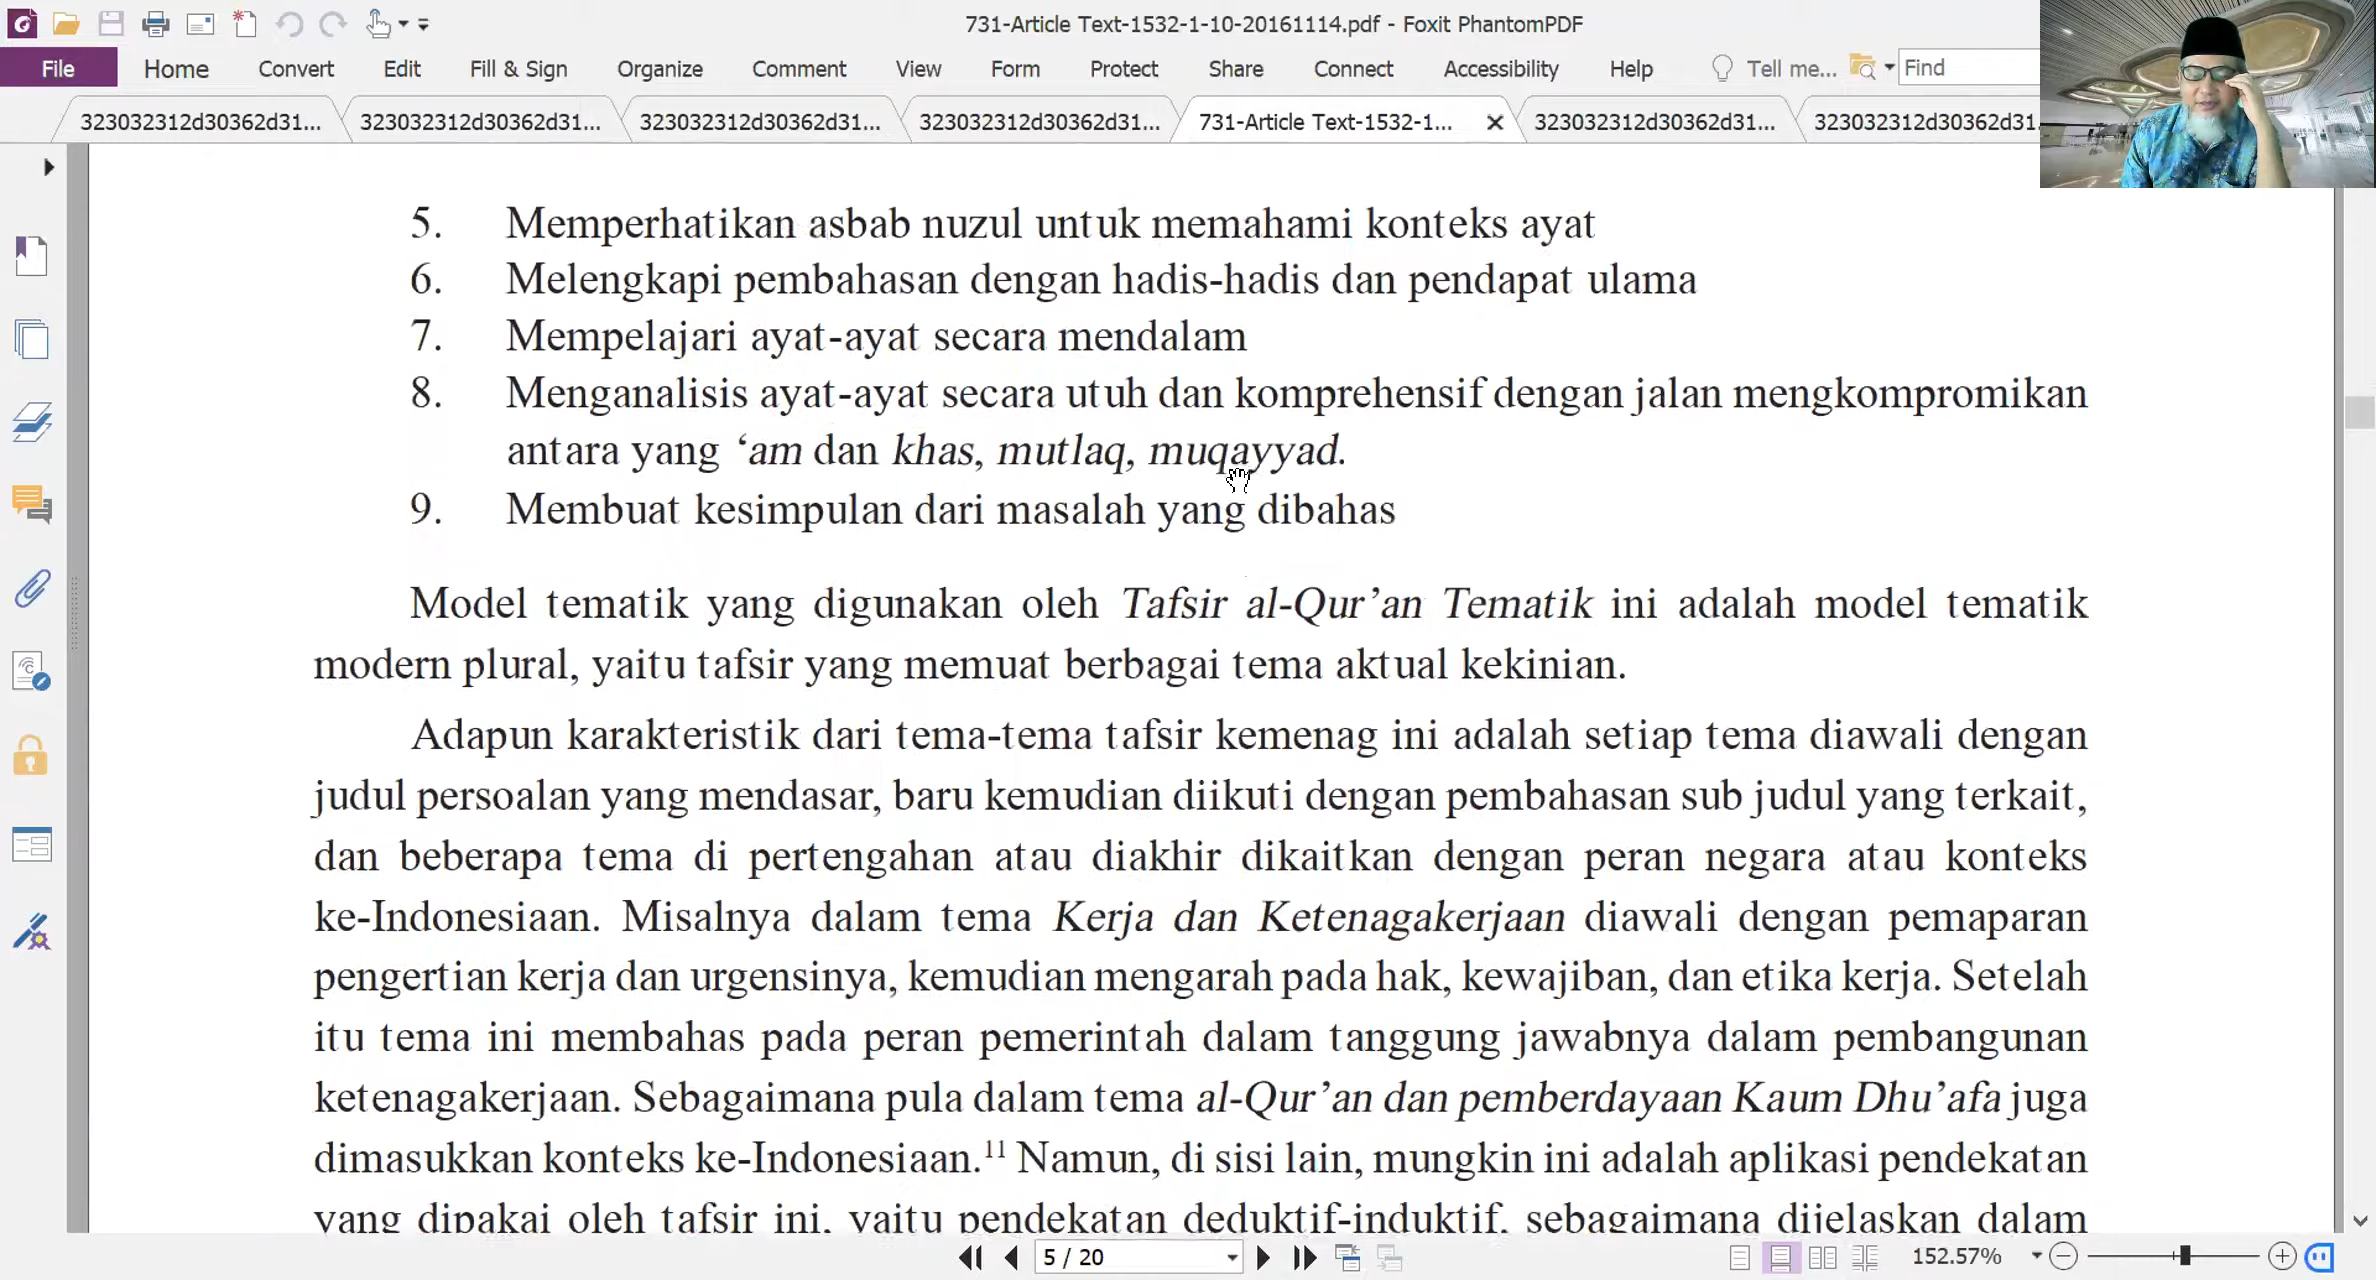 731-Article Text-1532-1-10-20161114.pdf - Foxit PhantomPDF
File Home Convert Edit Fill & Sign Organize Comment View Form Protect Share Connect Accessibility Help Tell me... Find
323032312d30362d31... 323032312d30362d31... 323032312d30362d31... 323032312d30362d31... 731-Article Text-1532-1... 323032312d30362d31... 323032312d30362d31.
5. Memperhatikan asbab nuzul untuk memahami konteks ayat
6. Melengkapi pembahasan dengan hadis-hadis dan pendapat ulama
7. Mempelajari ayat-ayat secara mendalam
8. Menganalisis ayat-ayat secara utuh dan komprehensif dengan jalan mengkompromikan
antara yang ‘am dan khas, mutlaq, muqayyad.
9. Membuat kesimpulan dari masalah yang dibahas
Model tematik yang digunakan oleh Tafsir al-Qur’an Tematik ini adalah model tematik
modern plural, yaitu tafsir yang memuat berbagai tema aktual kekinian.
Adapun karakteristik dari tema-tema tafsir kemenag ini adalah setiap tema diawali dengan
judul persoalan yang mendasar, baru kemudian diikuti dengan pembahasan sub judul yang terkait,
dan beberapa tema di pertengahan atau diakhir dikaitkan dengan peran negara atau konteks
ke-Indonesiaan. Misalnya dalam tema Kerja dan Ketenagakerjaan diawali dengan pemaparan
pengertian kerja dan urgensinya, kemudian mengarah pada hak, kewajiban, dan etika kerja. Setelah
itu tema ini membahas pada peran pemerintah dalam tanggung jawabnya dalam pembangunan
ketenagakerjaan. Sebagaimana pula dalam tema al-Qur’an dan pemberdayaan Kaum Dhu’afa juga
dimasukkan konteks ke-Indonesiaan.11 Namun, di sisi lain, mungkin ini adalah aplikasi pendekatan
yang dipakai oleh tafsir ini, yaitu pendekatan deduktif-induktif, sebagaimana dijelaskan dalam
5 / 20 152.57%